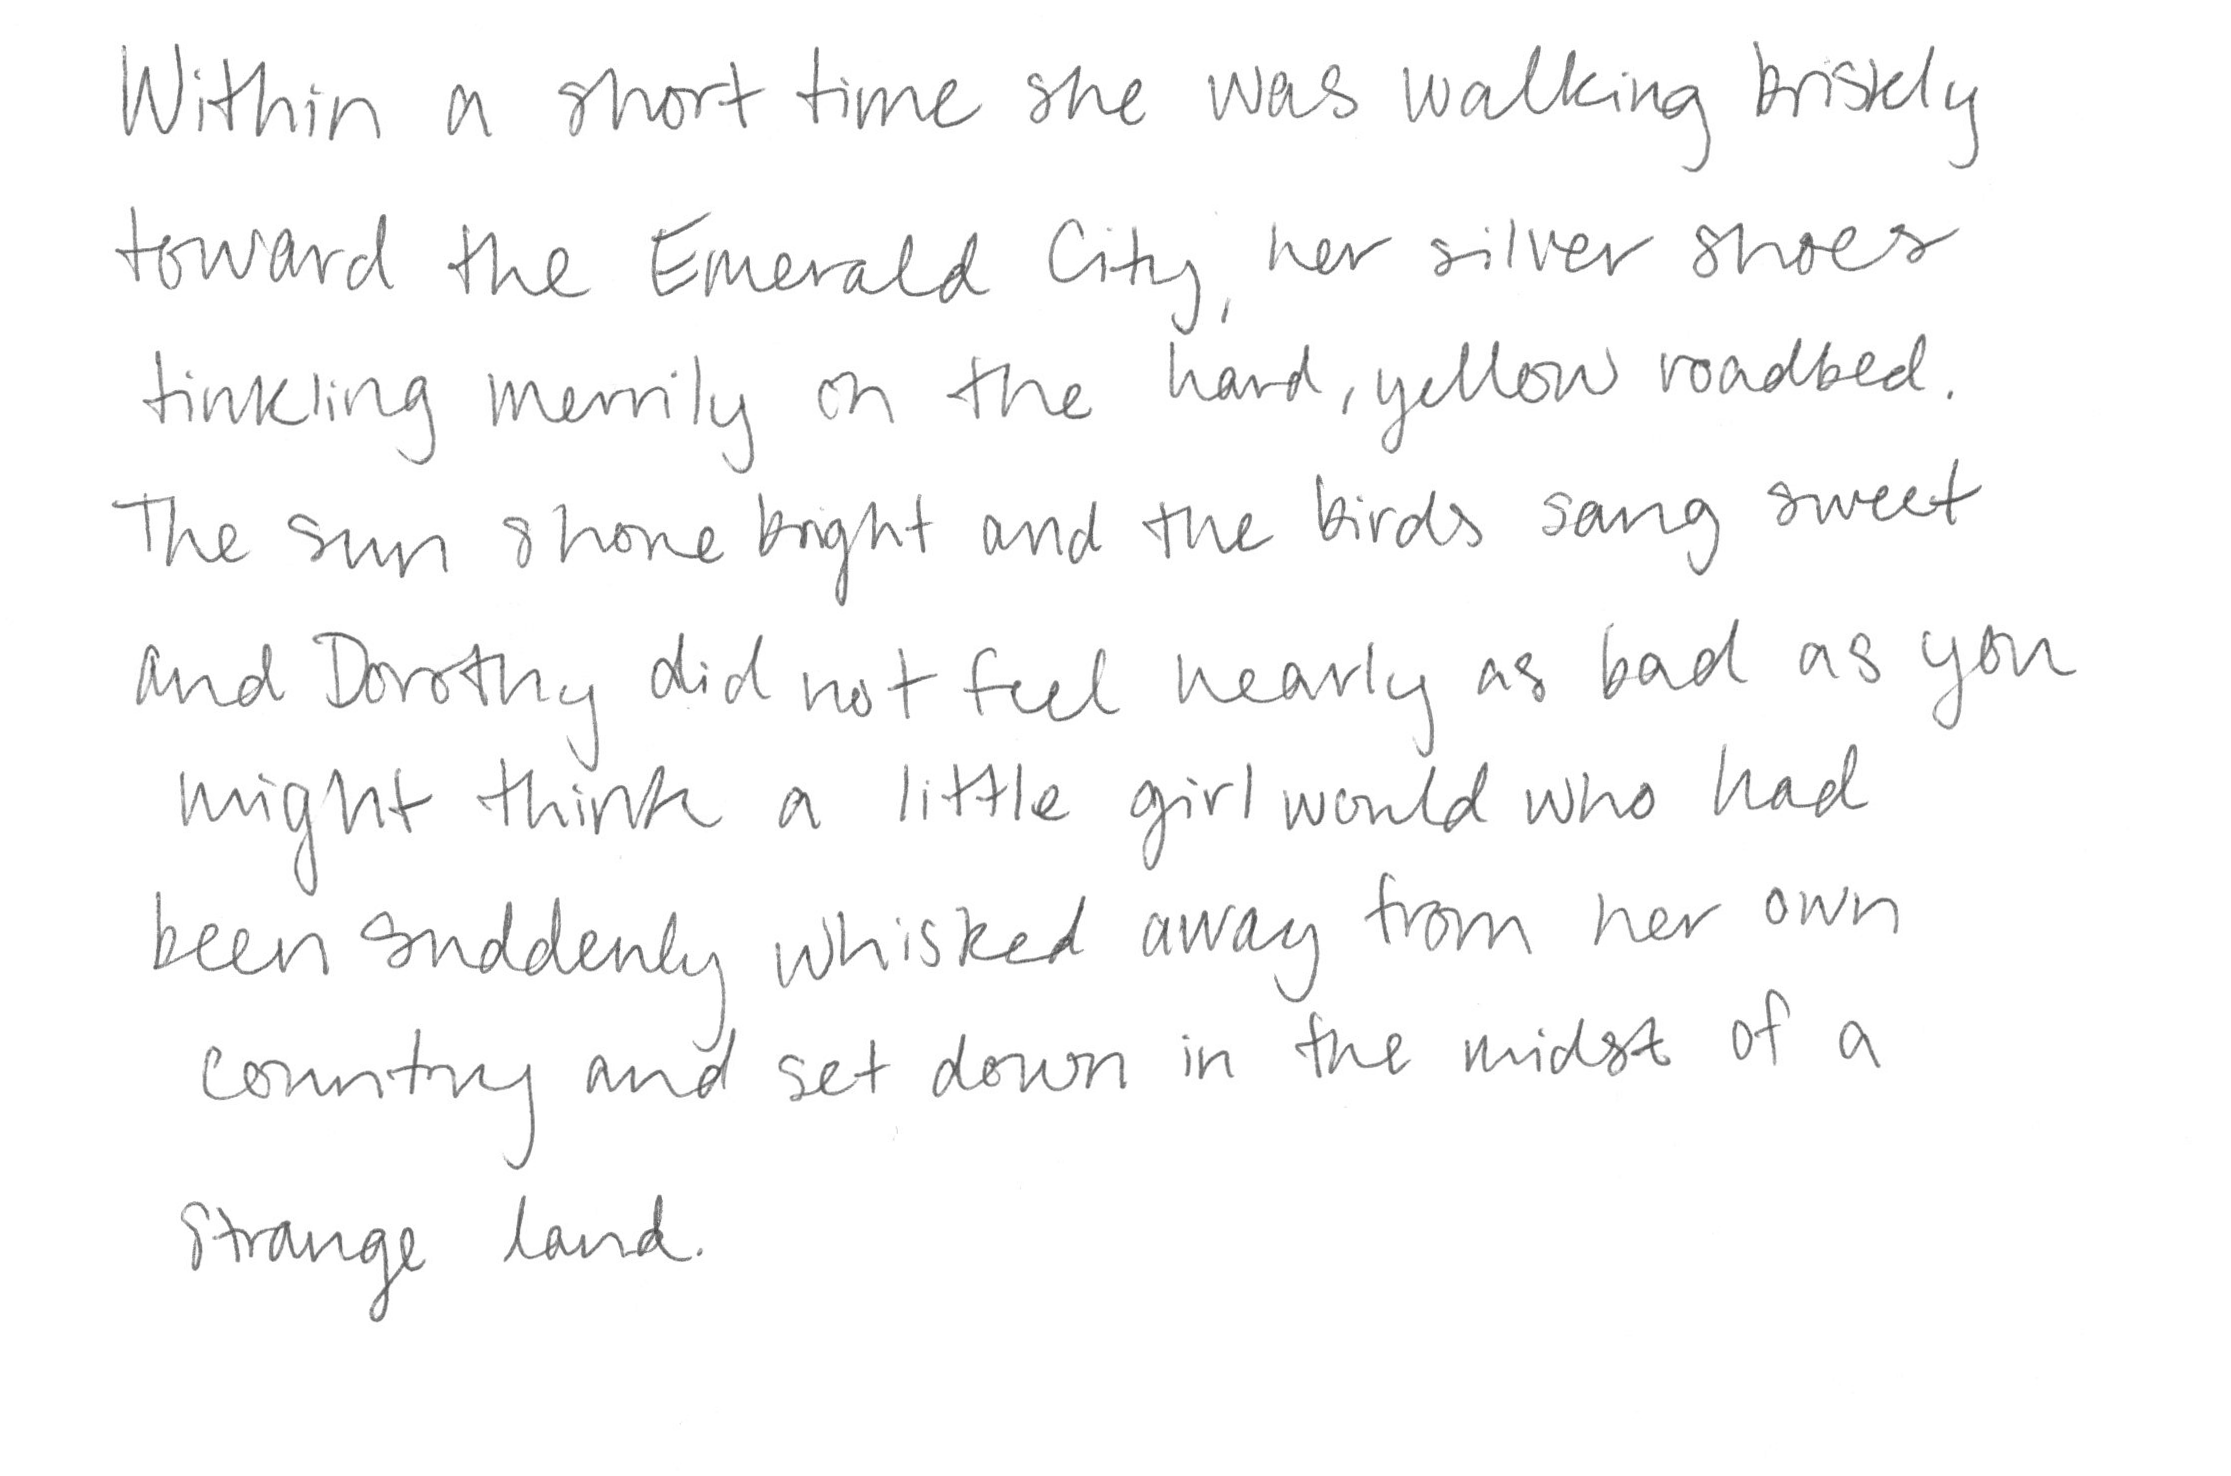 Within a short time she was walking briskly
toward the Emerald City, her silver shoes
tinkling merrily on the hard, yellow roadbed.
The sun shone bright and the birds sang sweet
and Dorothy did not feel nearly as bad as you
might think a little girl would who had
been suddenly whisked away from her own
country and set down in the midst of a
strange land.